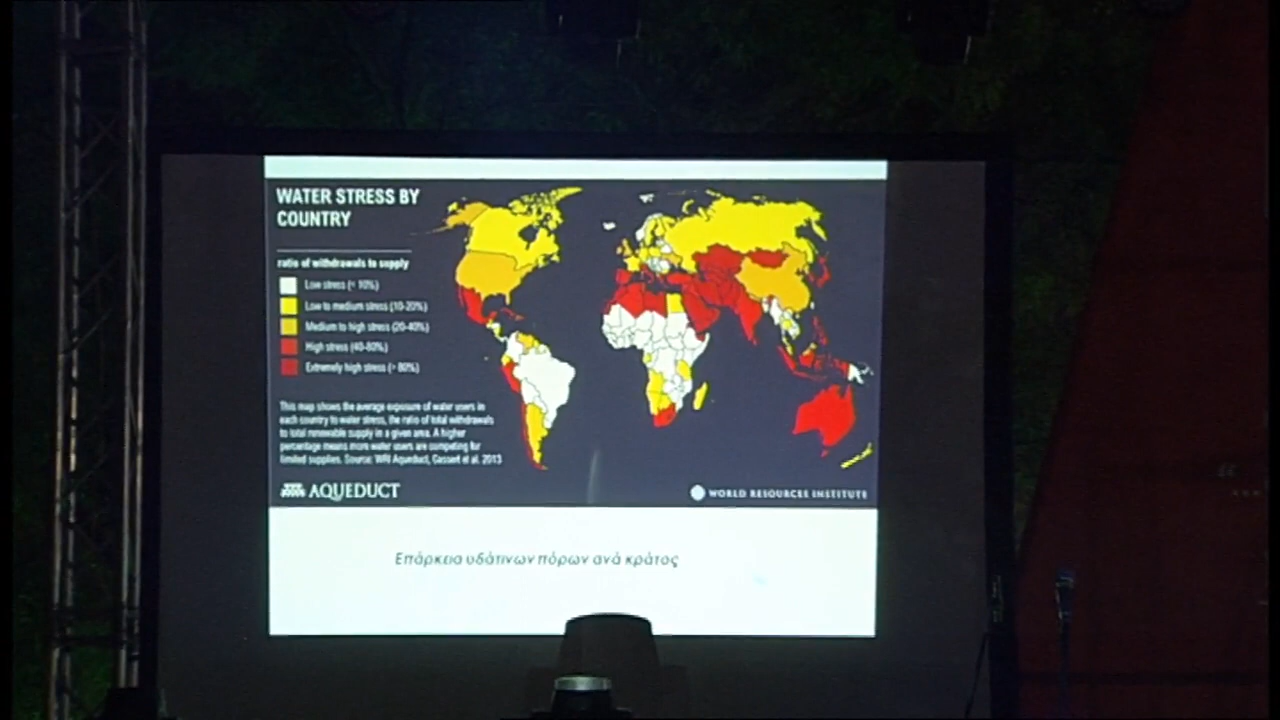 WATER STRESS BY
COUNTRY
ratio of withdrawals to supply
Low stress (< 10%)
Low to medium stress (10-20%)
Medium to high stress (20-40%)
High stress (40-80%)
Extremely high stress (> 80%)
This map shows the average exposure of water users in
each country to water stress, the ratio of total withdrawals
to total renewable supply in a given area. A higher
percentage means more water users are competing for
limited supplies. Source: WRI Aqueduct, Gassert et al. 2013
AQUEDUCT
WORLD RESOURCES INSTITUTE
Επάρκεια υδάτινων πόρων ανά κράτος